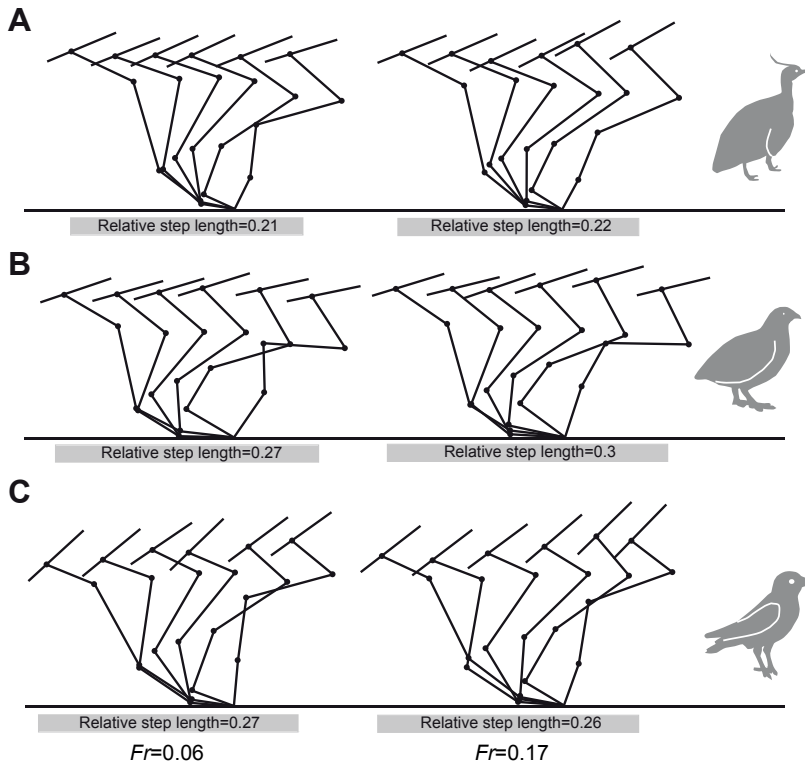 A
Relative step length=0.21
Relative step length=0.22
B
Relative step length=0.27
Relative step length=0.3
C
Relative step length=0.27
Relative step length=0.26
Fr=0.06
Fr=0.17